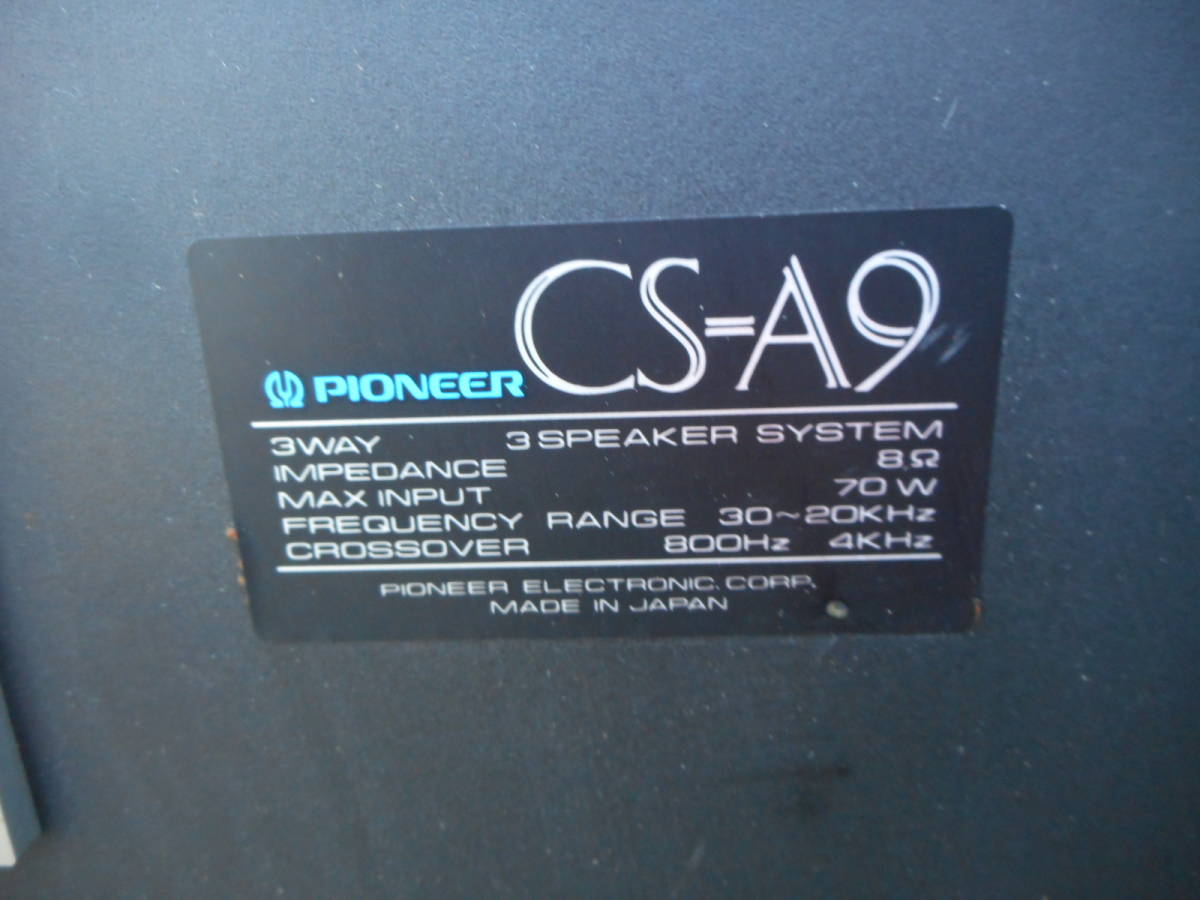 CS=A9
PIONEER
3WAY 3 SPEAKER SYSTEM
IMPEDANCE 8Ω
MAX INPUT 70 W
FREQUENCY RANGE 30~20KHz
CROSSOVER 800Hz 4KHz
PIONEER ELECTRONIC. CORP.
MADE IN JAPAN